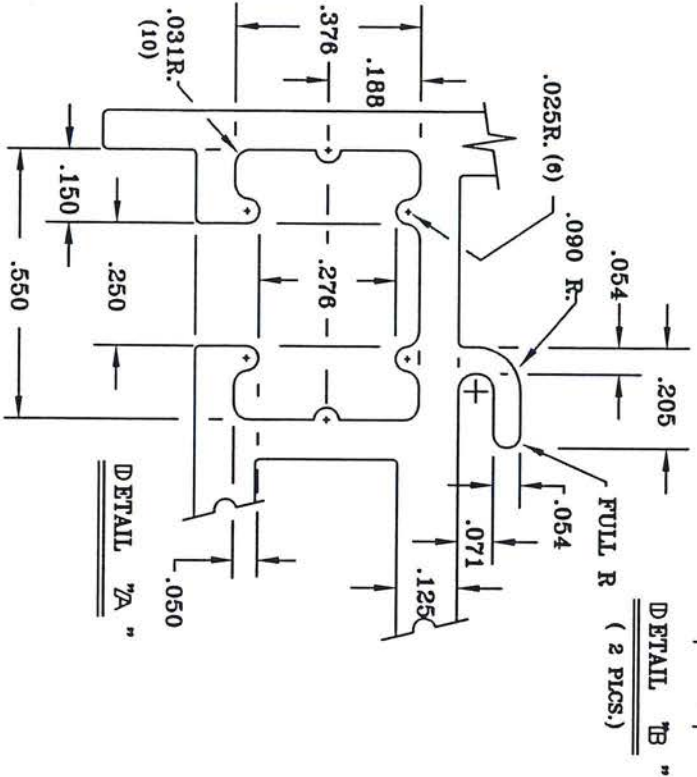 .376
.188
.031R.
(10)
.025R. (6)
.090 R.
.054
.205
.150
.250
.550
.276
FULL R
.054
.071
.125
.050
DETAIL "A"
DETAIL "B"
( 2 PLCS.)